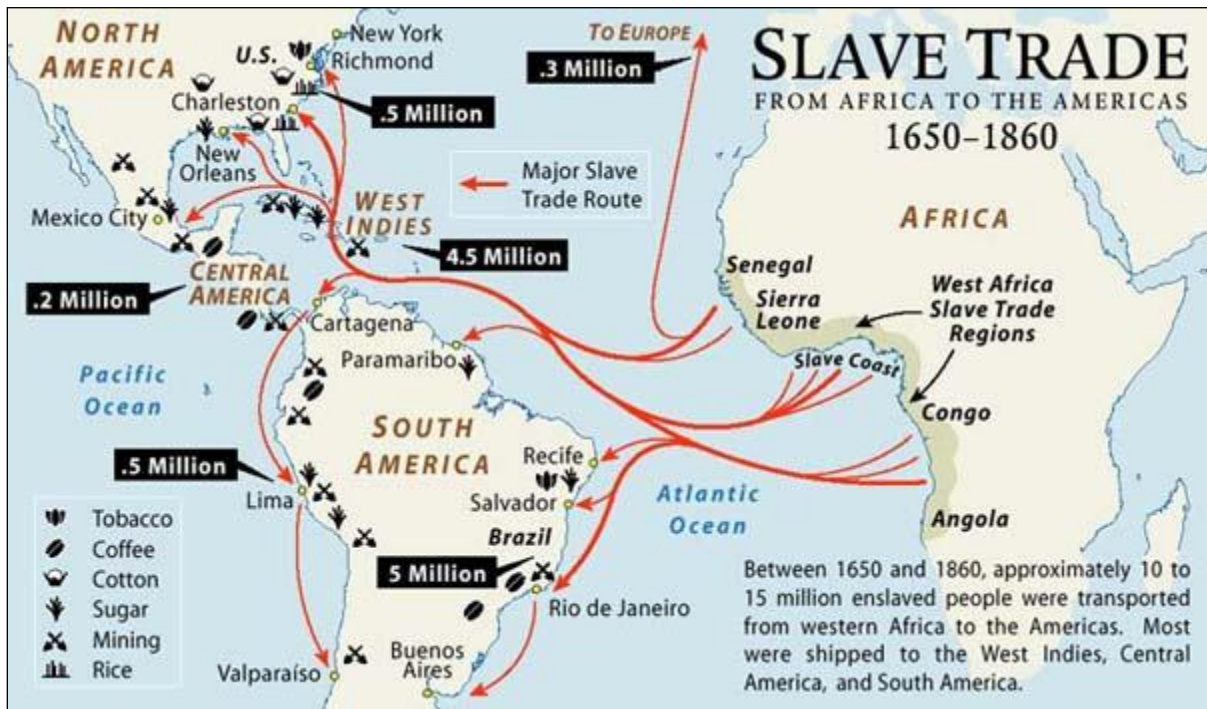 SLAVE TRADE
FROM AFRICA TO THE AMERICAS
1650–1860
NORTH
AMERICA
U.S.
New York
Richmond
Charleston
.5 Million
New
Orleans
Mexico City
WEST
INDIES
4.5 Million
CENTRAL
AMERICA
.2 Million
TO EUROPE
.3 Million
Major Slave
Trade Route
AFRICA
Senegal
Sierra
Leone
West Africa
Slave Trade
Regions
Slave Coast
Congo
Angola
Cartagena
Paramaribo
Pacific
Ocean
SOUTH
AMERICA
Recife
Salvador
Brazil
.5 Million
Lima
5 Million
Rio de Janeiro
Atlantic
Ocean
Valparaíso
Buenos
Aires
Tobacco
Coffee
Cotton
Sugar
Mining
Rice
Between 1650 and 1860, approximately 10 to
15 million enslaved people were transported
from western Africa to the Americas. Most
were shipped to the West Indies, Central
America, and South America.